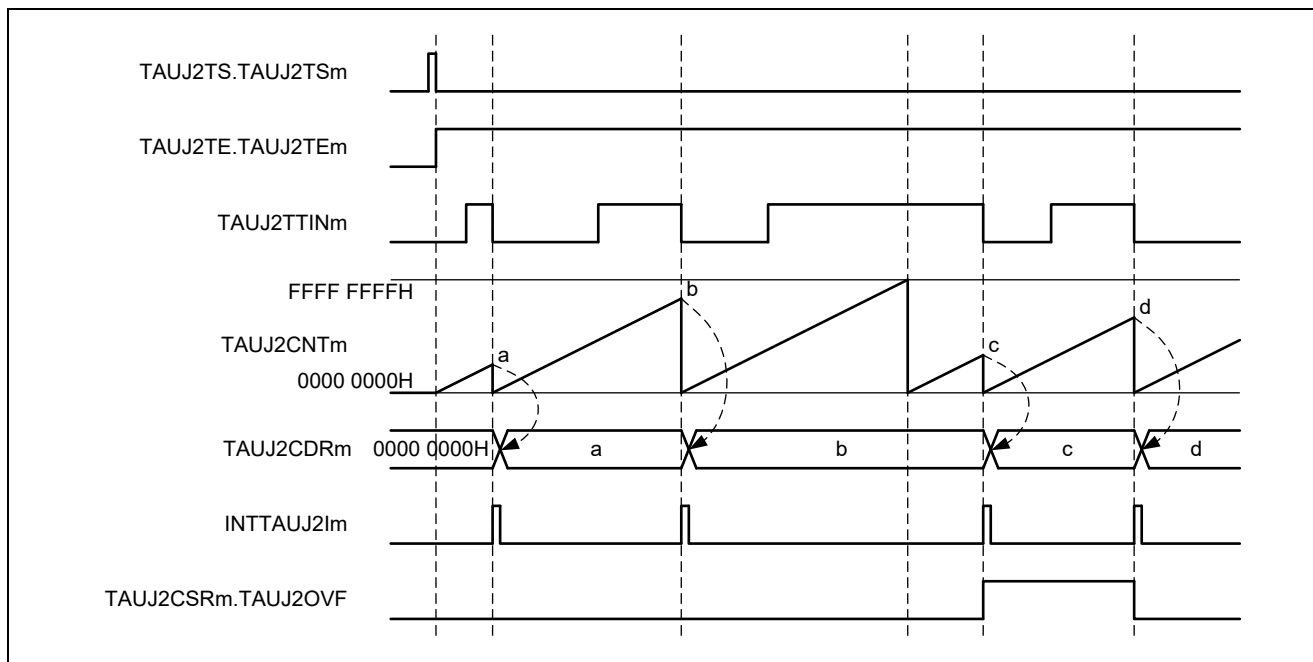 TAUJ2TS.TAUJ2TSm
TAUJ2TE.TAUJ2TEm
TAUJ2TTINm
FFFF FFFFH
b
d
TAUJ2CNTm
a
c
0000 0000H
TAUJ2CDRm 0000 0000H a b c d
INTTAUJ2Im
TAUJ2CSRm.TAUJ2OVF